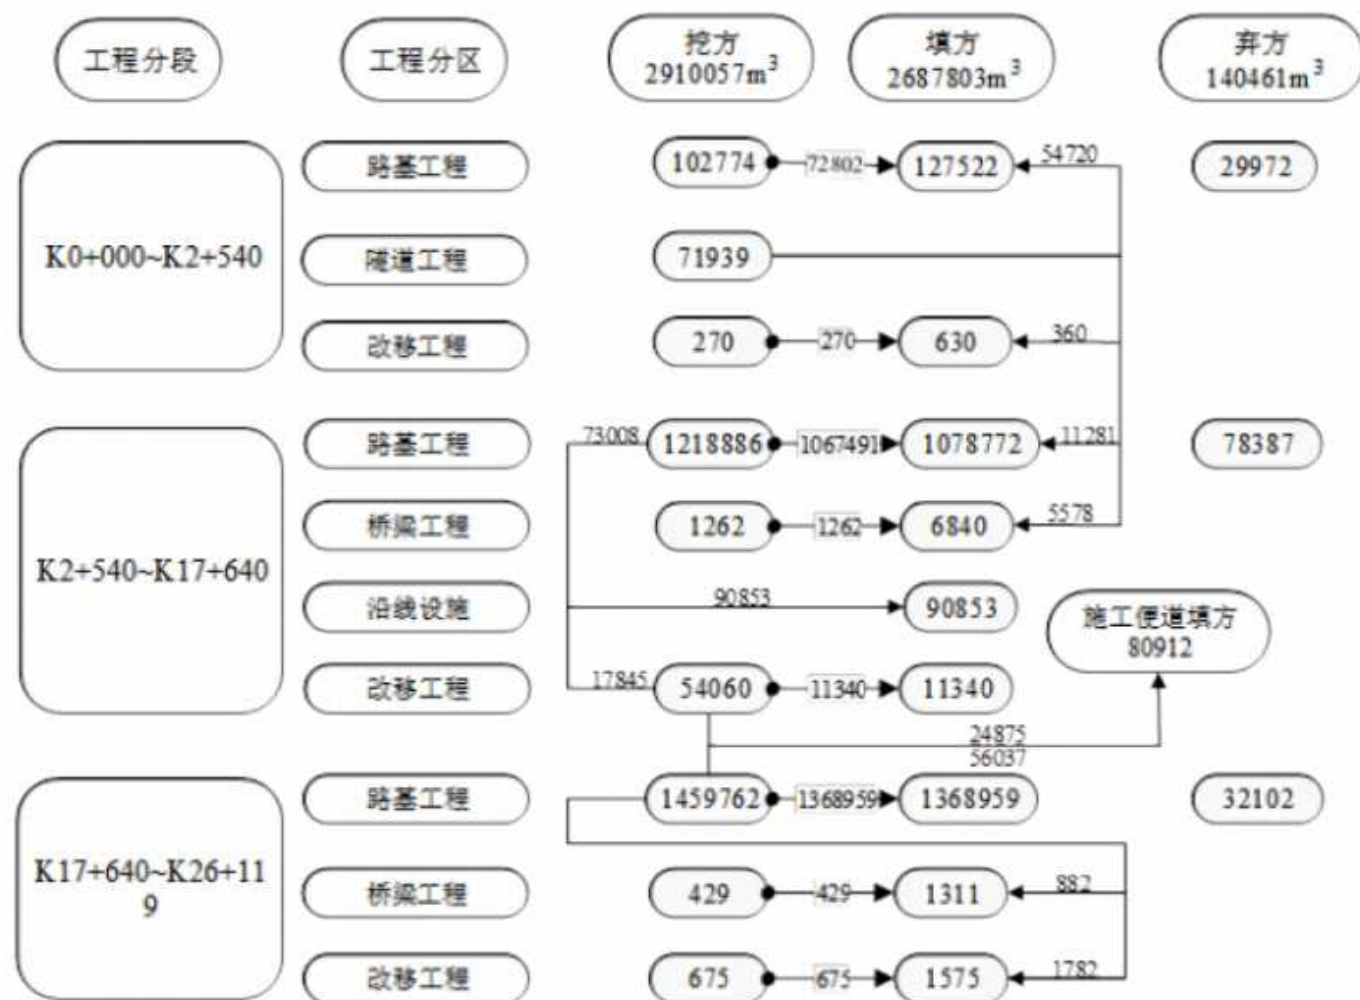 工程分段
工程分区
挖方
2910057m³
填方
2687803m³
弃方
140461m³
K0+000~K2+540
路基工程
102774
72802
127522
54720
29972
隧道工程
71939
改移工程
270
270
630
360
K2+540~K17+640
路基工程
73008
1218886
1067491
1078772
11281
78387
桥梁工程
1262
1262
6840
5578
沿线设施
90853
90853
施工便道填方
80912
改移工程
17845
54060
11340
11340
24875
56037
K17+640~K26+11
9
路基工程
1459762
1368959
1368959
32102
桥梁工程
429
429
1311
882
改移工程
675
675
1575
1782